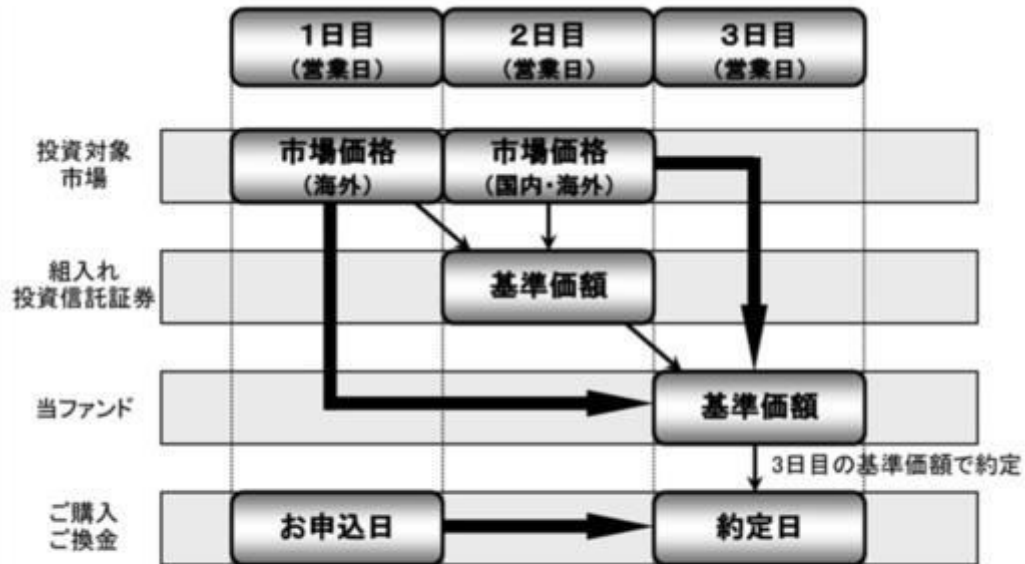 1日目
(営業日)
2日目
(営業日)
3日目
(営業日)
投資対象
市場
市場価格
(海外)
市場価格
(国内・海外)
組入れ
投資信託証券
基準価額
当ファンド
基準価額
3日目の基準価額で約定
ご購入
ご換金
お申込日
約定日